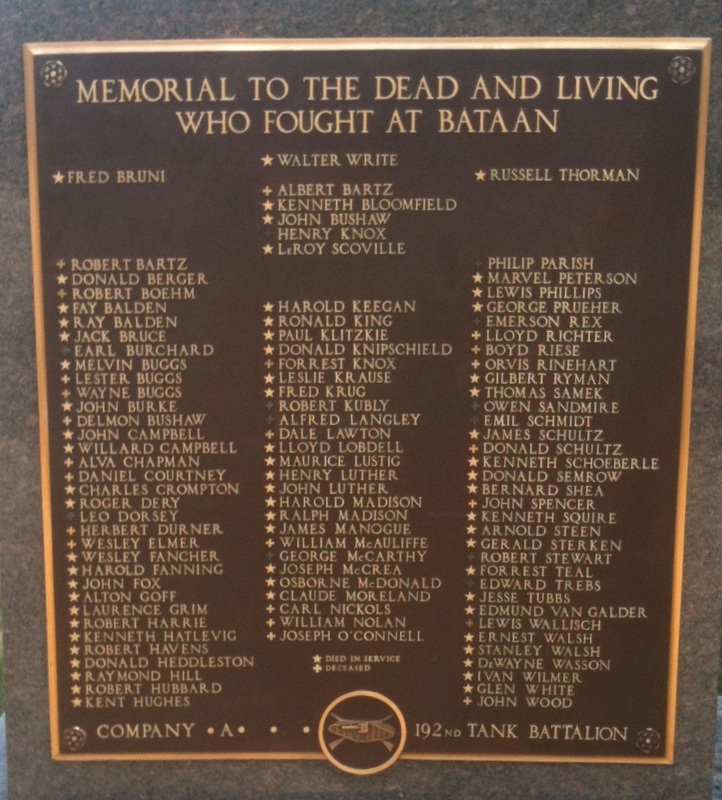 MEMORIAL TO THE DEAD AND LIVING
WHO FOUGHT AT BATAAN
★ WALTER WRITE
★ FRED BRUNI
★ RUSSELL THORMAN
+ ALBERT BARTZ
★ KENNETH BLOOMFIELD
★ JOHN BUSHAW
+ HENRY KNOX
★ LeROY SCOVILLE
+ ROBERT BARTZ
★ DONALD BERGER
+ ROBERT BOEHM
★ FAY BALDEN
★ RAY BALDEN
★ JACK BRUCE
+ EARL BURCHARD
★ MELVIN BUGGS
+ LESTER BUGGS
+ WAYNE BUGGS
★ JOHN BURKE
+ DELMON BUSHAW
★ JOHN CAMPBELL
★ WILLARD CAMPBELL
+ ALVA CHAPMAN
+ DANIEL COURTNEY
★ CHARLES CROMPTON
★ ROGER DERY
+ LEO DORSEY
+ HERBERT DURNER
+ WESLEY ELMER
★ WESLEY FANCHER
★ HAROLD FANNING
★ JOHN FOX
★ ALTON GOFF
★ LAURENCE GRIM
★ ROBERT HARRIE
★ KENNETH HATLEVIG
★ ROBERT HAVENS
★ DONALD HEDDLESTON
★ RAYMOND HILL
★ ROBERT HUBBARD
★ KENT HUGHES
★ HAROLD KEEGAN
★ RONALD KING
★ PAUL KLITZKIE
★ DONALD KNIPSCHIELD
+ FORREST KNOX
★ LESLIE KRAUSE
★ FRED KRUG
+ ROBERT KUBLY
+ ALFRED LANGLEY
+ DALE LAWTON
★ LLOYD LOBDELL
★ MAURICE LUSTIG
★ HENRY LUTHER
★ JOHN LUTHER
★ HAROLD MADISON
★ RALPH MADISON
★ JAMES MANOGUE
+ WILLIAM McAULIFFE
+ GEORGE McCARTHY
★ JOSEPH McCREA
★ OSBORNE McDONALD
★ CLAUDE MORELAND
+ CARL NICKOLS
+ WILLIAM NOLAN
+ JOSEPH O'CONNELL
★ DIED IN SERVICE
+ DECEASED
+ PHILIP PARISH
★ MARVEL PETERSON
★ LEWIS PHILLIPS
★ GEORGE PRUEHER
+ EMERSON REX
+ LLOYD RICHTER
+ BOYD RIESE
+ ORVIS RINEHART
★ GILBERT RYMAN
★ THOMAS SAMEK
+ OWEN SANDMIRE
+ EMIL SCHMIDT
★ JAMES SCHULTZ
+ DONALD SCHULTZ
★ KENNETH SCHOEBERLE
★ DONALD SEMROW
★ BERNARD SHEA
+ JOHN SPENCER
★ KENNETH SQUIRE
★ ARNOLD STEEN
★ GERALD STERKEN
+ ROBERT STEWART
★ FORREST TEAL
+ EDWARD TREBS
★ JESSE TUBBS
★ EDMUND VAN GALDER
+ LEWIS WALLISCH
★ ERNEST WALSH
★ STANLEY WALSH
★ DeWAYNE WASSON
★ IVAN WILMER
★ GLEN WHITE
+ JOHN WOOD
COMPANY • A • • • 192ND TANK BATTALION